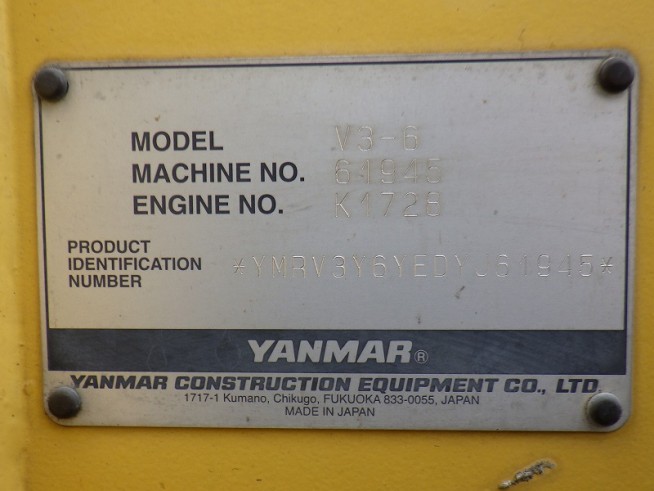 MODEL V3-6
MACHINE NO. 61945
ENGINE NO. K1728
PRODUCT
IDENTIFICATION
NUMBER *YMRV3Y6YEDYJ61945*
YANMAR®
YANMAR CONSTRUCTION EQUIPMENT CO., LTD.
1717-1 Kumano, Chikugo, FUKUOKA 833-0055, JAPAN
MADE IN JAPAN